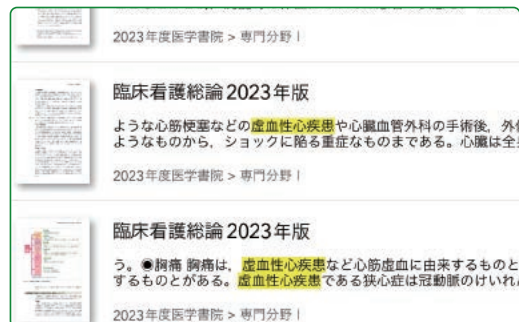 2023年度医学書院 > 専門分野Ⅰ
臨床看護総論 2023年版
ような心筋梗塞などの虚血性心疾患や心臓血管外科の手術後，外
ようなものから，ショックに陥る重症なものまである。心臓は全
2023年度医学書院 > 専門分野Ⅰ
臨床看護総論 2023年版
う。●胸痛 胸痛は，虚血性心疾患など心筋虚血に由来するものと
するものとがある。虚血性心疾患である狭心症は冠動脈のけいれ
2023年度医学書院 > 専門分野Ⅰ